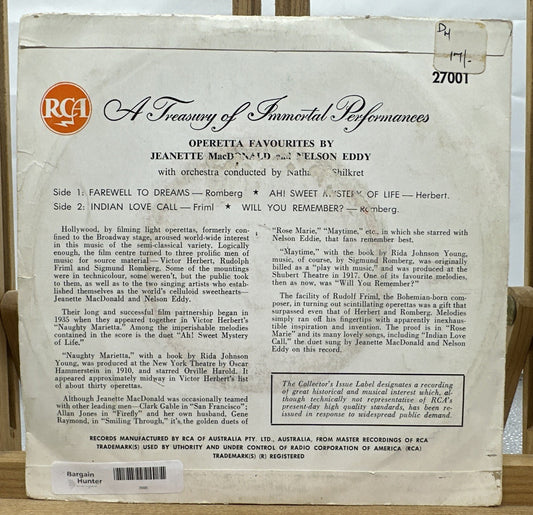 DH
17/-
27001
RCA
A Treasury of Immortal Performances
OPERETTA FAVOURITES BY
JEANETTE MacDONALD and NELSON EDDY
with orchestra conducted by Nathaniel Shilkret
Side 1: FAREWELL TO DREAMS — Romberg ★ AH! SWEET MYSTERY OF LIFE — Herbert.
Side 2: INDIAN LOVE CALL — Friml ★ WILL YOU REMEMBER? — Romberg.
Hollywood, by filming light operettas, formerly con-
fined to the Broadway stage, aroused world-wide interest
in this music of the semi-classical variety. Logically
enough, the film centre turned to three prolific men of
music for source material — Victor Herbert, Rudolph
Friml and Sigmund Romberg. Some of the mountings
were in technicolour, some weren't, but the public took
to them, as well as to the two singing artists who estab-
lished themselves as the world's celluloid sweethearts—
Jeanette MacDonald and Nelson Eddy.
Their long and successful film partnership began in
1935 when they appeared together in Victor Herbert's
"Naughty Marietta." Among the imperishable melodies
contained in the score is the duet "Ah! Sweet Mystery
of Life."
"Naughty Marietta," with a book by Rida Johnson
Young, was produced at the New York Theatre by Oscar
Hammerstein in 1910, and starred Orville Harold. It
appeared approximately midway in Victor Herbert's list
of about thirty operettas.
Although Jeanette MacDonald was occasionally teamed
with other leading men—Clark Gable in "San Francisco";
Allan Jones in "Firefly" and her own husband, Gene
Raymond, in "Smiling Through," it's the golden duets of
"Rose Marie," "Maytime," etc., in which she starred with
Nelson Eddie, that fans remember best.
"Maytime," with the book by Rida Johnson Young,
music, of course, by Sigmund Romberg, was originally
billed as a "play with music," and was produced at the
Shubert Theatre in 1917. One of its favourite melodies,
then as now, was "Will You Remember?"
The facility of Rudolf Friml, the Bohemian-born com-
poser, in turning out scintillating operettas was a gift that
surpassed even that of Herbert and Romberg. Melodies
simply ran off his fingertips with apparently inexhaus-
tible inspiration and invention. The proof is in "Rose
Marie" and its many lovely songs, including "Indian Love
Call," the duet sung by Jeanette MacDonald and Nelson
Eddy on this record.
The Collector's Issue Label designates a recording
of great historical and musical interest which, al-
though technically not representative of RCA's
present-day high quality standards, has been re-
issued in response to widespread public demand.
RECORDS MANUFACTURED BY RCA OF AUSTRALIA PTY. LTD., AUSTRALIA, FROM MASTER RECORDINGS OF RCA
TRADEMARK(S) USED BY UTHORITY AND UNDER CONTROL OF RADIO CORPORATION OF AMERICA (RCA)
TRADEMARK(S) (R) REGISTERED
Bargain
Hunter